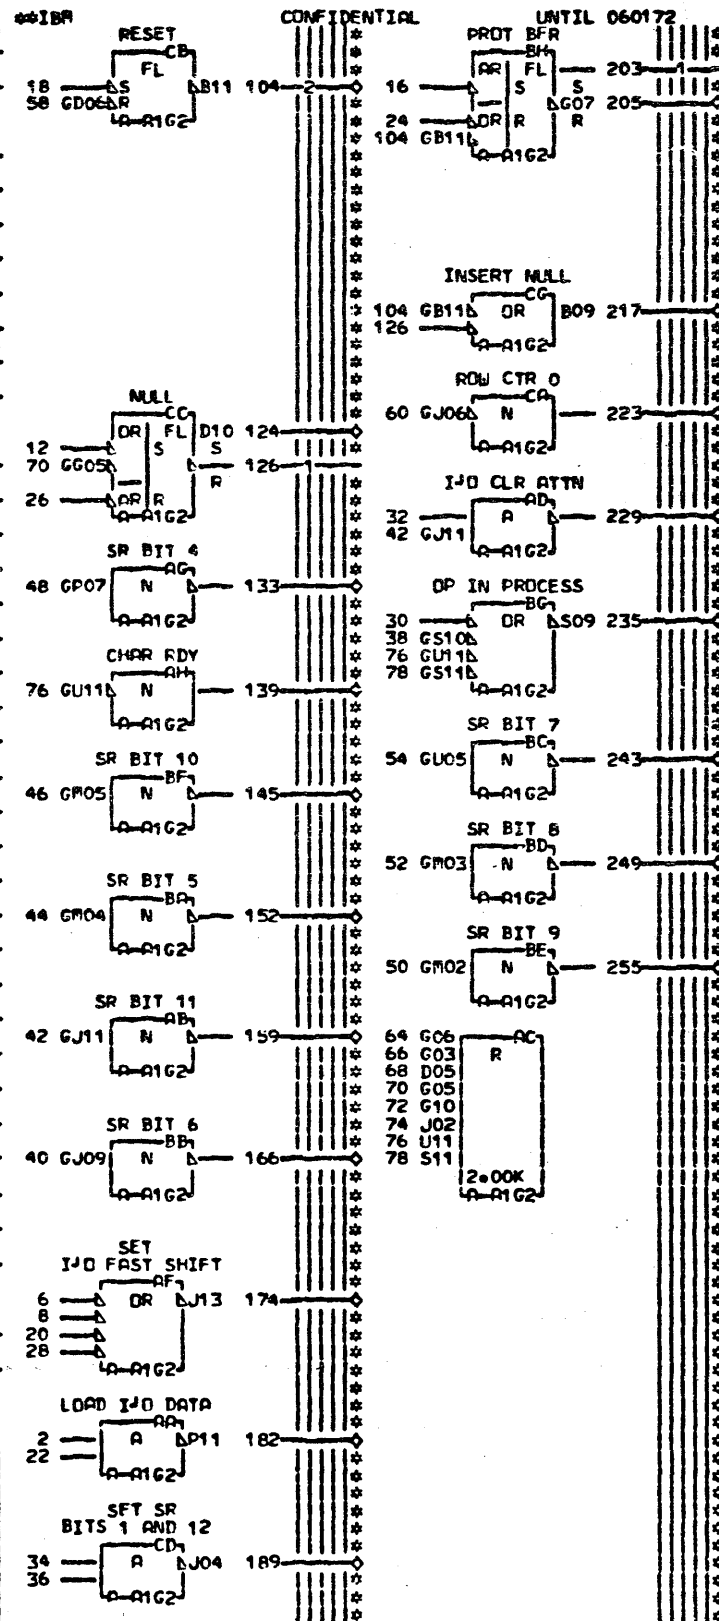 **IBM CONFIDENTIAL UNTIL 060172
RESET
CB
FL
18 S B11 104 2
58 GD06 R
A-A1G2
NULL
CC
OR FL D10 124
12 S S
70 GG05 126 1
R
26 AR R
A-A1G2
SR BIT 4
AG
48 GP07 N 133
A-A1G2
CHAR RDY
AH
76 GU11 N 139
A-A1G2
SR BIT 10
BF
46 GM05 N 145
A-A1G2
SR BIT 5
BA
44 GM04 N 152
A-A1G2
SR BIT 11
AB
42 GJ11 N 159
A-A1G2
SR BIT 6
BB
40 GJ09 N 166
A-A1G2
SET
I-O FAST SHIFT
AF
6 OR J13 174
8
20
28
A-A1G2
LOAD I-O DATA
AA
2 A P11 182
22
A-A1G2
SET SR
BITS 1 AND 12
CD
34 A J04 189
36
A-A1G2
PROT BFR
BH
AR FL 203 1
16 S S
G07 205
24 OR R R
104 GB11
A-A1G2
INSERT NULL
CG
104 GB11 OR B09 217
126
A-A1G2
ROW CTR 0
CA
60 GJ06 N 223
A-A1G2
I-O CLR ATTN
AD
32 A 229
42 GJ11
A-A1G2
OP IN PROCESS
BG
30 OR S09 235
38 GS10
76 GU11
78 GS11
A-A1G2
SR BIT 7
BC
54 GU05 N 243
A-A1G2
SR BIT 8
BD
52 GM03 N 249
A-A1G2
SR BIT 9
BE
50 GM02 N 255
A-A1G2
64 G06 AC
66 G03 R
68 D05
70 G05
72 G10
74 J02
76 U11
78 S11
2.00K
A-A1G2